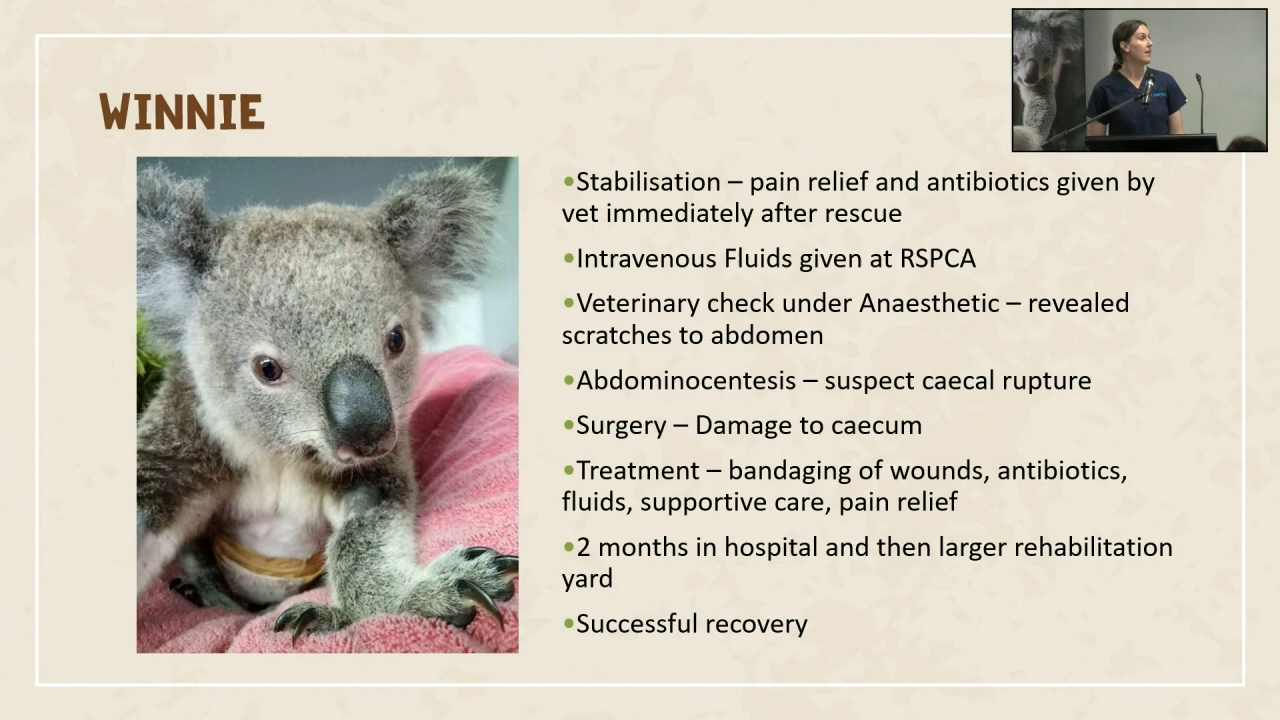 WINNIE
•Stabilisation – pain relief and antibiotics given by
vet immediately after rescue
•Intravenous Fluids given at RSPCA
•Veterinary check under Anaesthetic – revealed
scratches to abdomen
•Abdominocentesis – suspect caecal rupture
•Surgery – Damage to caecum
•Treatment – bandaging of wounds, antibiotics,
fluids, supportive care, pain relief
•2 months in hospital and then larger rehabilitation
yard
•Successful recovery